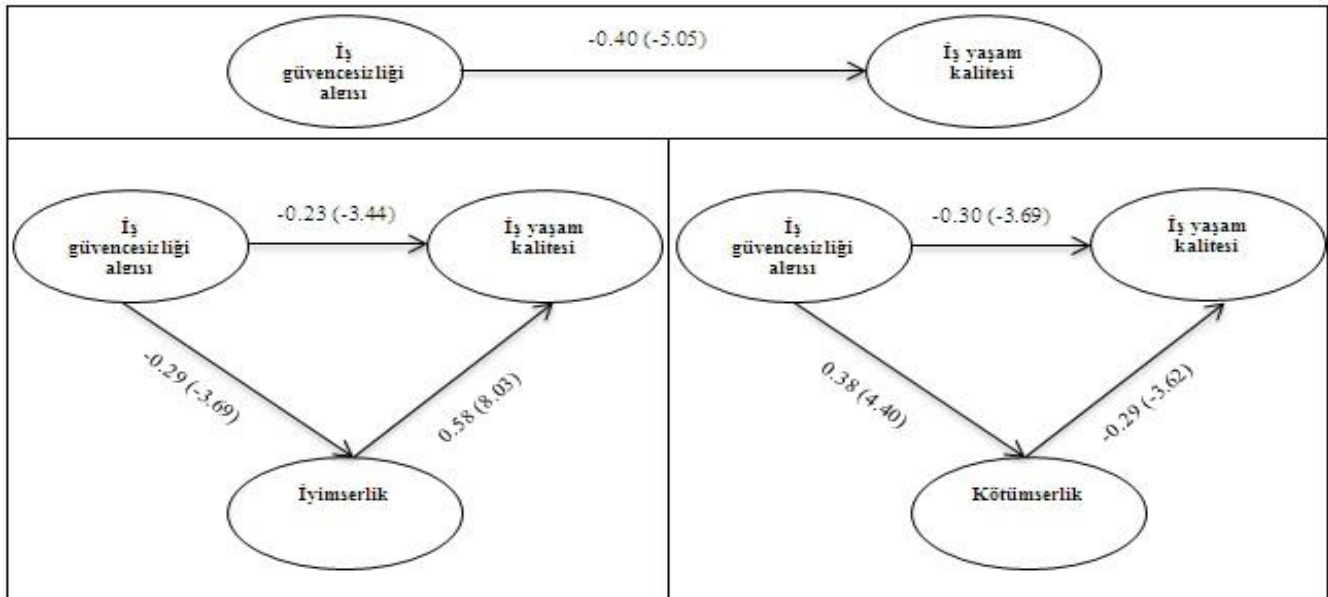 İş
güvencesizliği
algısı
-0.40 (-5.05)
İş yaşam
kalitesi
İş
güvencesizliği
algısı
-0.23 (-3.44)
İş yaşam
kalitesi
-0.29 (-3.69)
0.58 (8.03)
İyimserlik
İş
güvencesizliği
algısı
-0.30 (-3.69)
İş yaşam
kalitesi
0.38 (4.40)
-0.29 (-3.62)
Kötümserlik